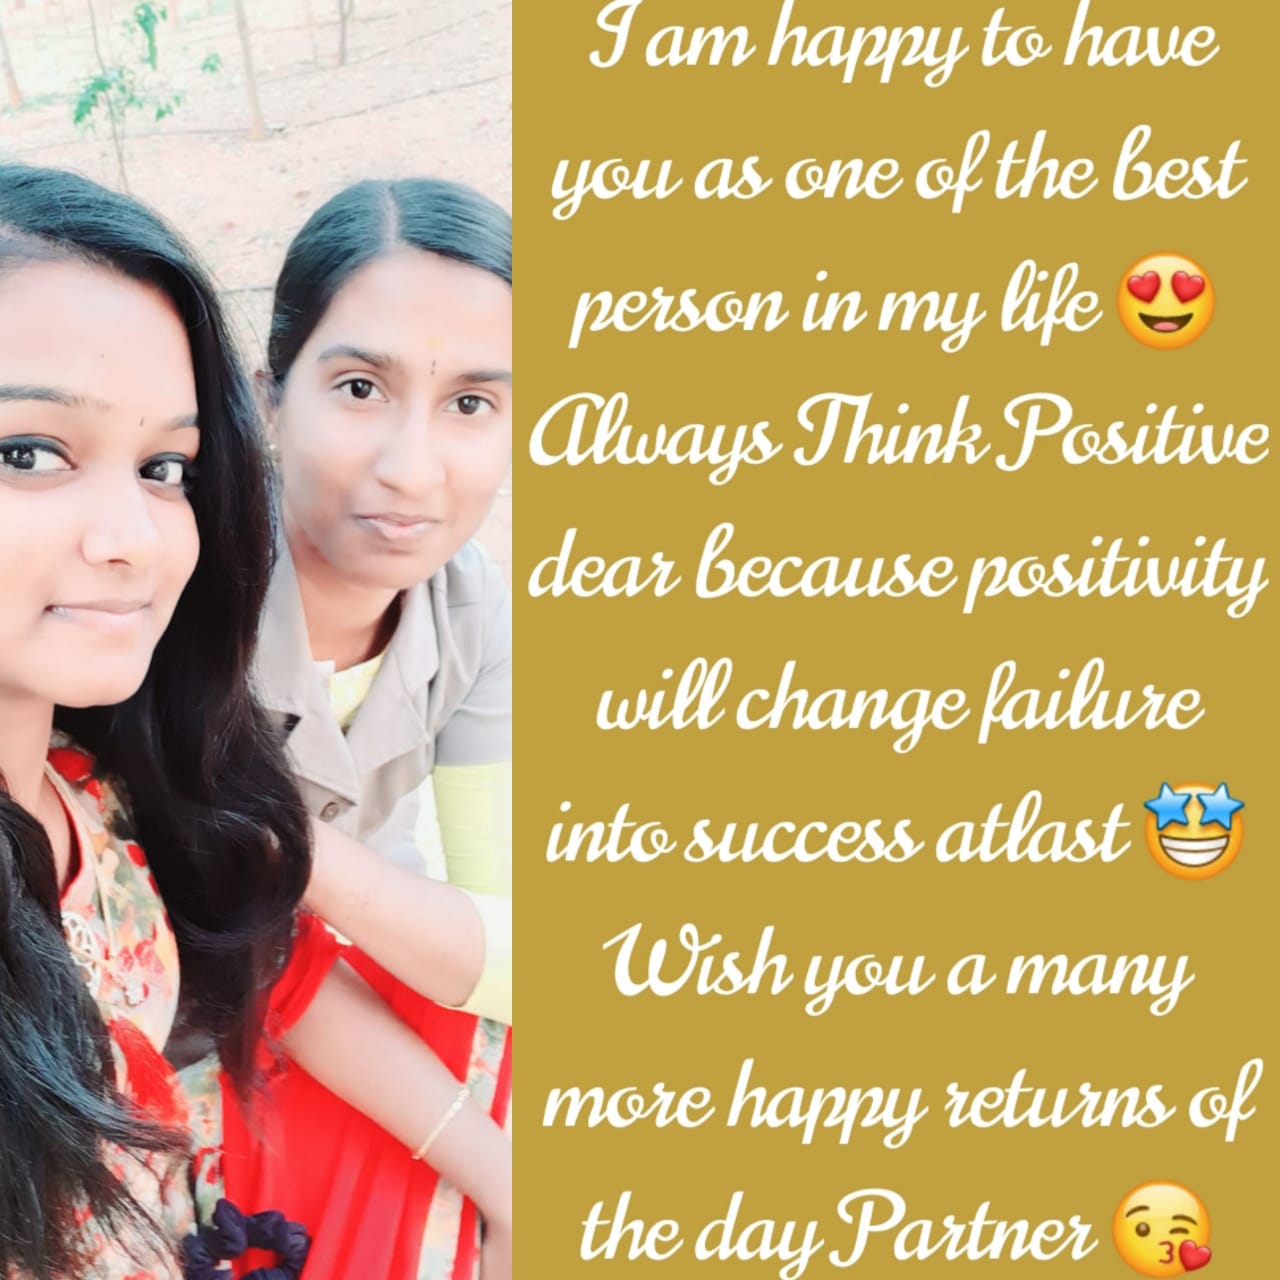 I am happy to have
you as one of the best
person in my life 😍
Always Think Positive
dear because positivity
will change failure
into success atlast 🤩
Wish you a many
more happy returns of
the day Partner 😘